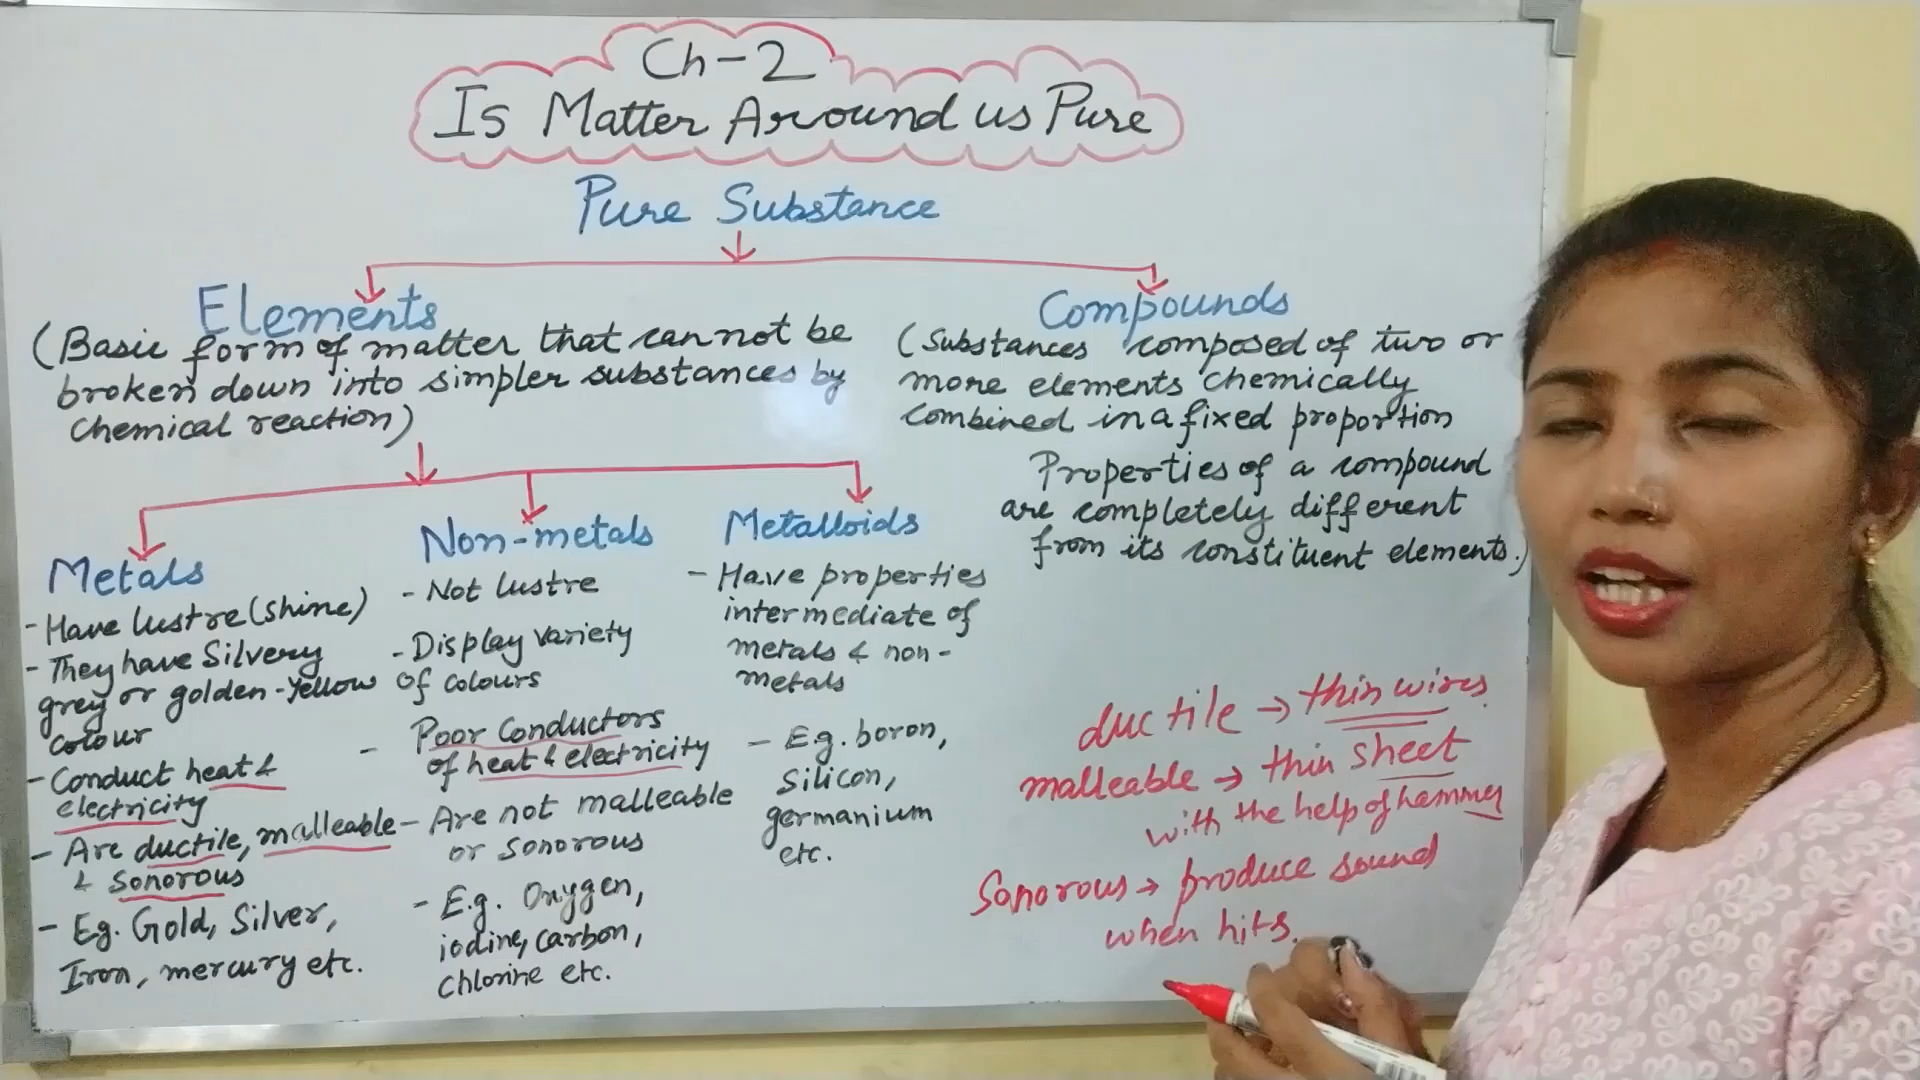 Ch-2
Is Matter Around us Pure
Pure Substance
Elements
(Basic form of matter that can not be
broken down into simpler substances by
chemical reaction)
Compounds
(Substances composed of two or
more elements chemically
combined in a fixed proportion
Properties of a compound
are completely different
from its constituent elements.)
Metals
- Have lustre (shine)
- They have Silvery
grey or golden-yellow
colour
- Conduct heat &
electricity
- Are ductile, malleable
& sonorous
- Eg. Gold, Silver,
Iron, mercury etc.
Non-metals
- Not lustre
- Display variety
of colours
- Poor Conductors
of heat & electricity
- Are not malleable
or sonorous
- E.g. Oxygen,
iodine, carbon,
chlorine etc.
Metalloids
- Have properties
intermediate of
metals & non-
metals
- Eg. boron,
silicon,
germanium
etc.
ductile → thin wires.
malleable → thin sheet
with the help of hammer
Sonorous → produce sound
when hits.